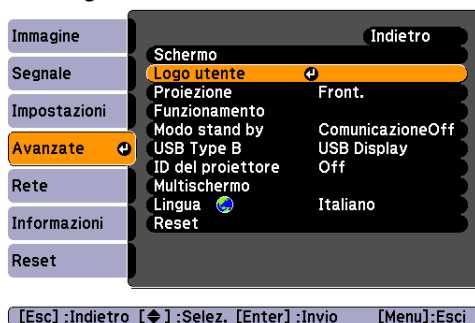 Immagine
Segnale
Impostazioni
Avanzate
Rete
Informazioni
Reset
Indietro
Schermo
Logo utente
Proiezione Front.
Funzionamento
Modo stand by ComunicazioneOff
USB Type B USB Display
ID del proiettore Off
Multischermo
Lingua Italiano
Reset
[Esc] :Indietro [◆] :Selez. [Enter] :Invio [Menu]:Esci